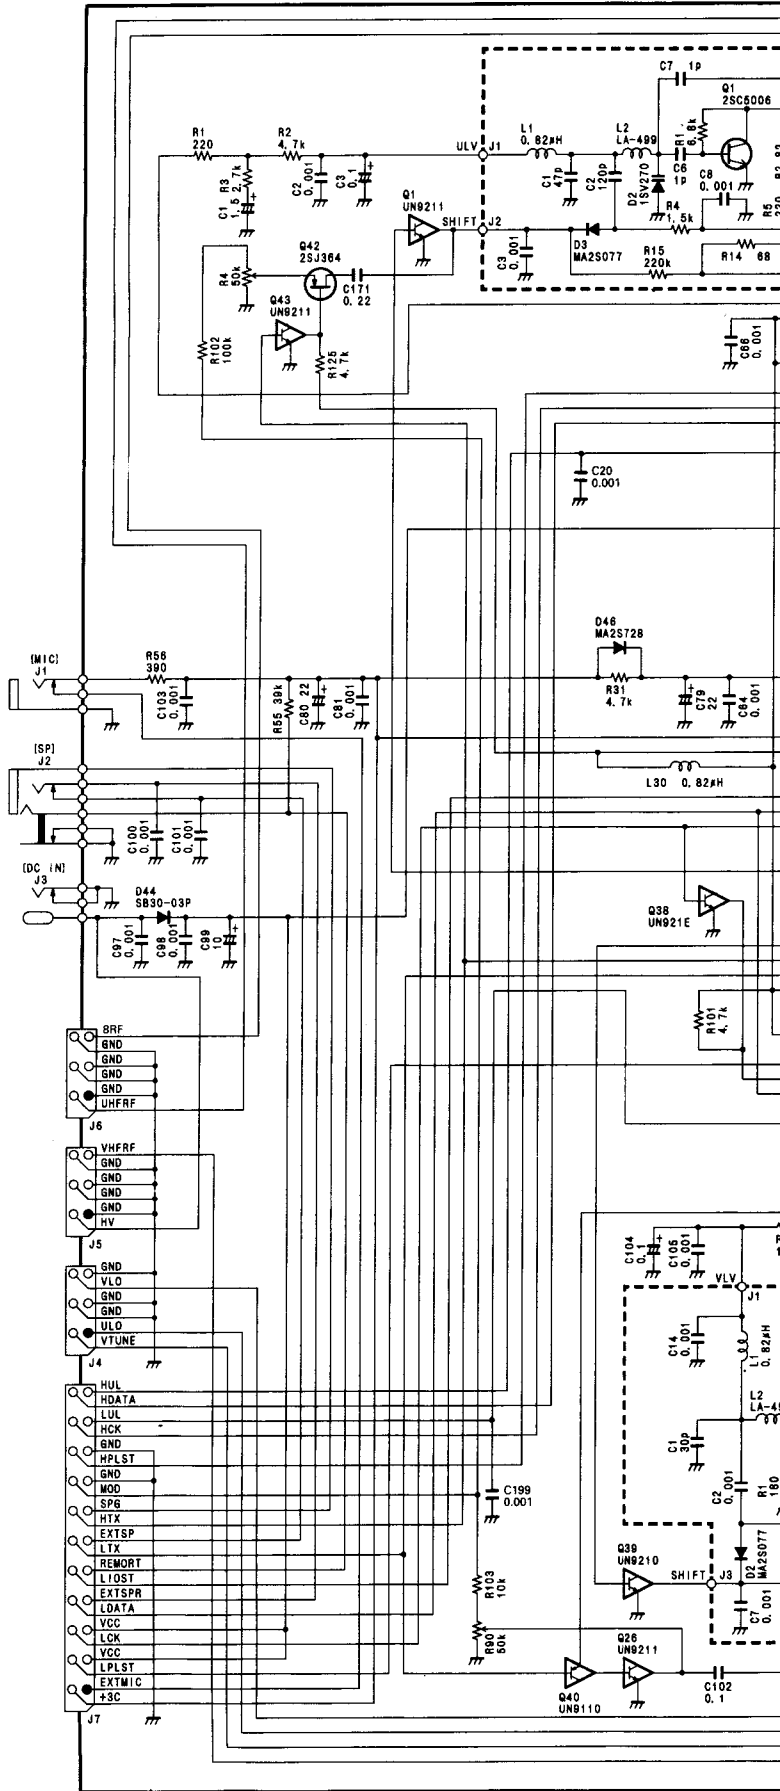 C7 1p
Q1
2SC5006
R1
220
R2
4.7k
ULV
J1
L1
0.82μH
L2
LA-499
R1
6.8k
R3
2.7k
C1
1.5
C2
0.001
C3
0.1
C1
47p
C2
120p
D2
1SV270
C6
1p
C8
0.001
Q1
UN9211
SHIFT
J2
R4
1.5k
R5
220
Q42
2SJ364
C3
0.001
D3
MA2S077
R15
220k
R14 68
R4
50k
C171
0.22
Q43
UN9211
R102
100k
R125
4.7k
C66
0.001
C20
0.001
D46
MA2S728
[MIC]
J1
R56
390
C103
0.001
R55 39k
C80 22
C81
0.001
R31
4.7k
C79
22
C64
0.001
[SP]
J2
L30 0.82μH
C100
0.001
C101
0.001
[DC IN]
J3
D44
SB30-03P
Q38
UN921E
C97
0.001
C98
0.001
C99
10
R101
4.7k
BRF
GND
GND
GND
GND
UHFRF
J6
VHFRF
GND
GND
GND
GND
HV
J5
C104
0.1
C105
0.001
GND
VLO
GND
GND
ULO
VTUNE
J4
VLV
J1
C14
0.001
L1
0.82μH
HUL
HDATA
LUL
HCK
GND
HPLST
GND
MOD
SPG
HTX
EXTSP
LTX
REMORT
LIOST
EXTSPR
LDATA
VCC
LCK
VCC
LPLST
EXTMIC
+3C
J7
L2
C1
30p
C199
0.001
C2
0.001
R1
180
Q39
UN9210
SHIFT
J3
D2
MA2S077
R103
10k
C7
0.001
R90
50k
Q26
UN9211
Q40
UN9110
C102
0.1